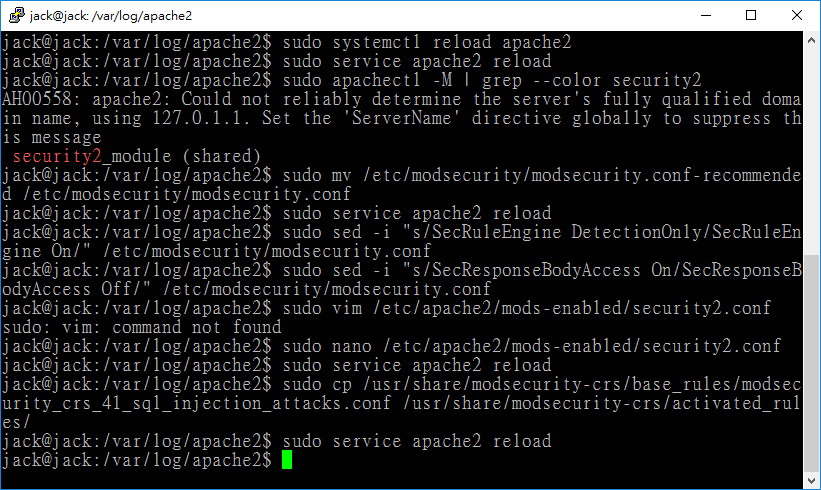 jack@jack: /var/log/apache2
jack@jack:/var/log/apache2$ sudo systemctl reload apache2
jack@jack:/var/log/apache2$ sudo service apache2 reload
jack@jack:/var/log/apache2$ sudo apachectl -M | grep --color security2
AH00558: apache2: Could not reliably determine the server's fully qualified doma
in name, using 127.0.1.1. Set the 'ServerName' directive globally to suppress th
is message
 security2_module (shared)
jack@jack:/var/log/apache2$ sudo mv /etc/modsecurity/modsecurity.conf-recommende
d /etc/modsecurity/modsecurity.conf
jack@jack:/var/log/apache2$ sudo service apache2 reload
jack@jack:/var/log/apache2$ sudo sed -i "s/SecRuleEngine DetectionOnly/SecRuleEn
gine On/" /etc/modsecurity/modsecurity.conf
jack@jack:/var/log/apache2$ sudo sed -i "s/SecResponseBodyAccess On/SecResponseB
odyAccess Off/" /etc/modsecurity/modsecurity.conf
jack@jack:/var/log/apache2$ sudo vim /etc/apache2/mods-enabled/security2.conf
sudo: vim: command not found
jack@jack:/var/log/apache2$ sudo nano /etc/apache2/mods-enabled/security2.conf
jack@jack:/var/log/apache2$ sudo service apache2 reload
jack@jack:/var/log/apache2$ sudo cp /usr/share/modsecurity-crs/base_rules/modsec
urity_crs_41_sql_injection_attacks.conf /usr/share/modsecurity-crs/activated_rul
es/
jack@jack:/var/log/apache2$ sudo service apache2 reload
jack@jack:/var/log/apache2$